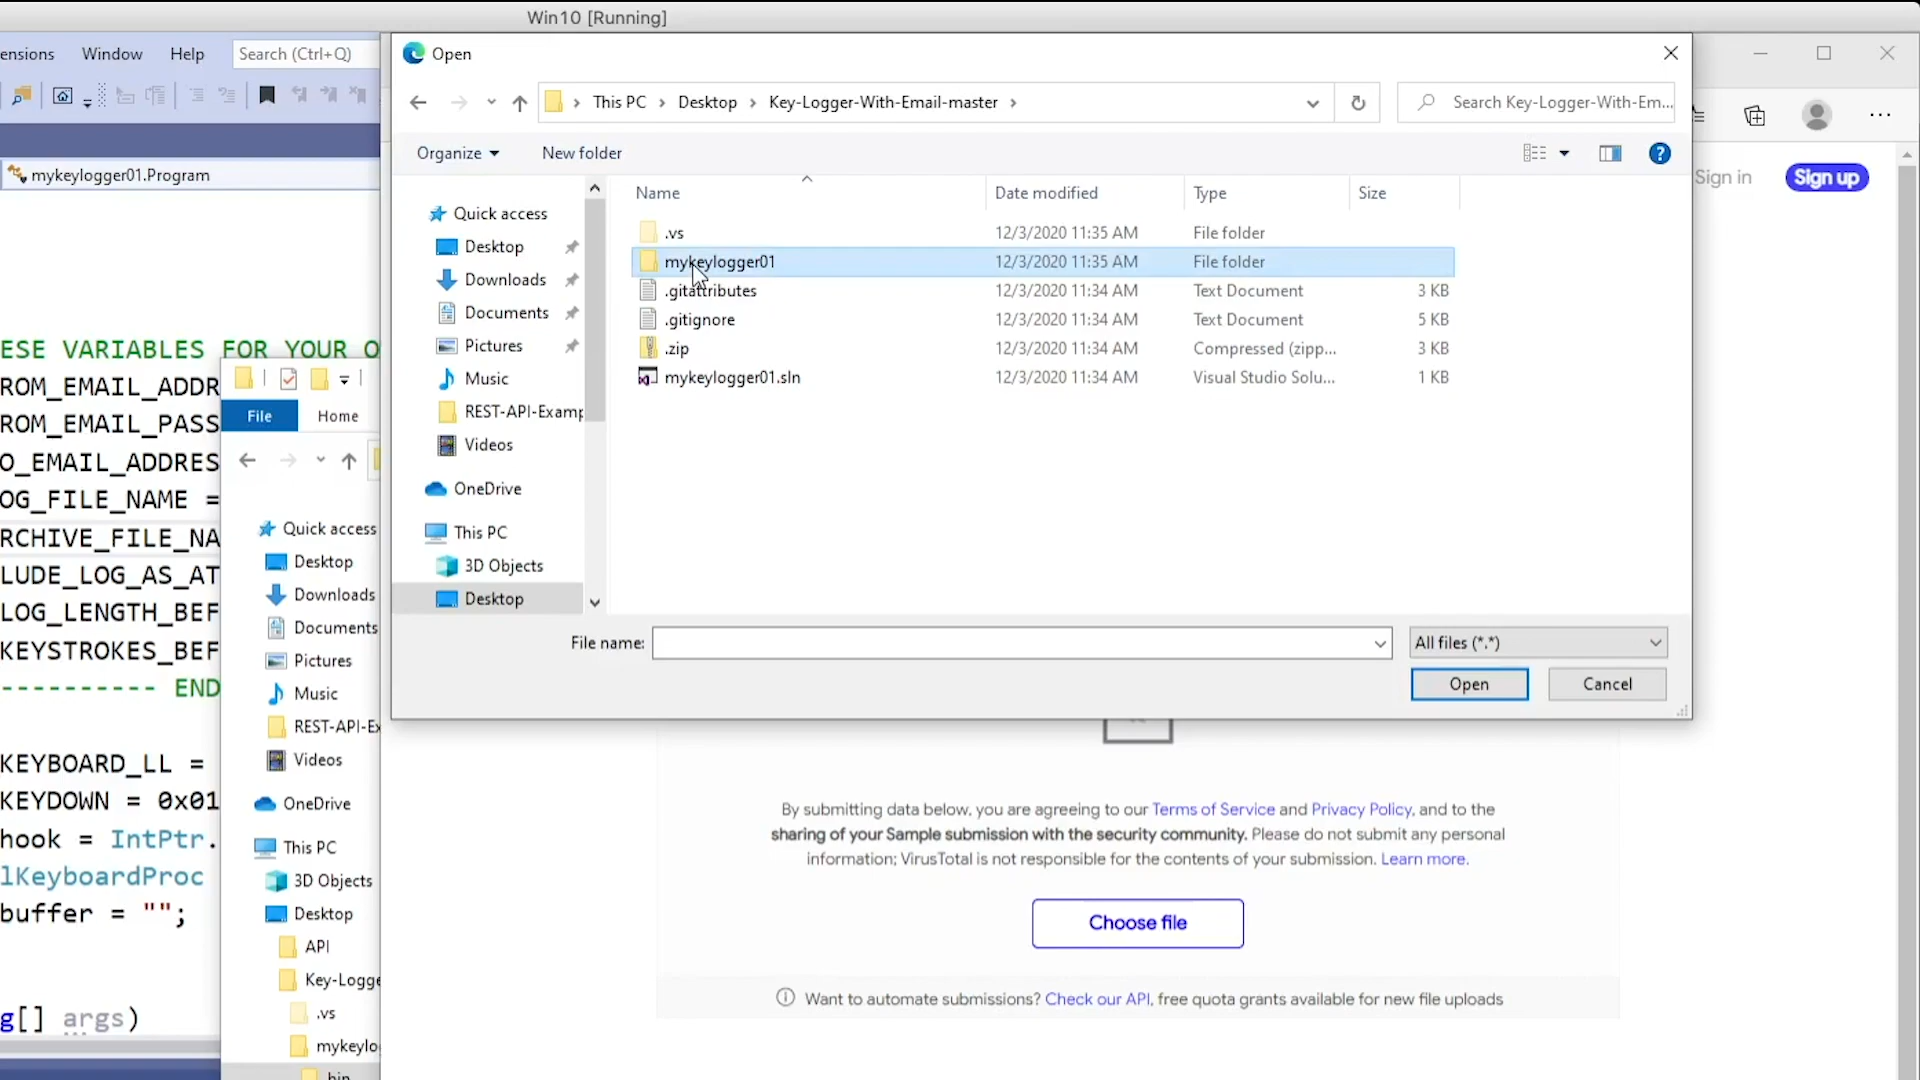 Win10 [Running]
ensions Window Help Search (Ctrl+Q)
mykeylogger01.Program
ESE VARIABLES FOR YOUR O
ROM_EMAIL_ADDR
ROM_EMAIL_PASS
O_EMAIL_ADDRES
OG_FILE_NAME =
RCHIVE_FILE_NA
LUDE_LOG_AS_AT
LOG_LENGTH_BEF
KEYSTROKES_BEF
---------- END
KEYBOARD_LL =
KEYDOWN = 0x01
hook = IntPtr.
lKeyboardProc
buffer = "";
g[] args)
File Home
Quick access
Desktop
Downloads
Documents
Pictures
Music
REST-API-Ex
Videos
OneDrive
This PC
3D Objects
Desktop
API
Key-Logge
.vs
mykeylo
bin
Open
This PC > Desktop > Key-Logger-With-Email-master >
Search Key-Logger-With-Em...
Organize New folder
Quick access
Desktop
Downloads
Documents
Pictures
Music
REST-API-Examp
Videos
OneDrive
This PC
3D Objects
Desktop
Name Date modified Type Size
.vs 12/3/2020 11:35 AM File folder
mykeylogger01 12/3/2020 11:35 AM File folder
.gitattributes 12/3/2020 11:34 AM Text Document 3 KB
.gitignore 12/3/2020 11:34 AM Text Document 5 KB
.zip 12/3/2020 11:34 AM Compressed (zipp... 3 KB
mykeylogger01.sln 12/3/2020 11:34 AM Visual Studio Solu... 1 KB
File name: All files (*.*)
Open Cancel
Sign in Sign up
By submitting data below, you are agreeing to our Terms of Service and Privacy Policy, and to the
sharing of your Sample submission with the security community. Please do not submit any personal
information; VirusTotal is not responsible for the contents of your submission. Learn more.
Choose file
Want to automate submissions? Check our API, free quota grants available for new file uploads